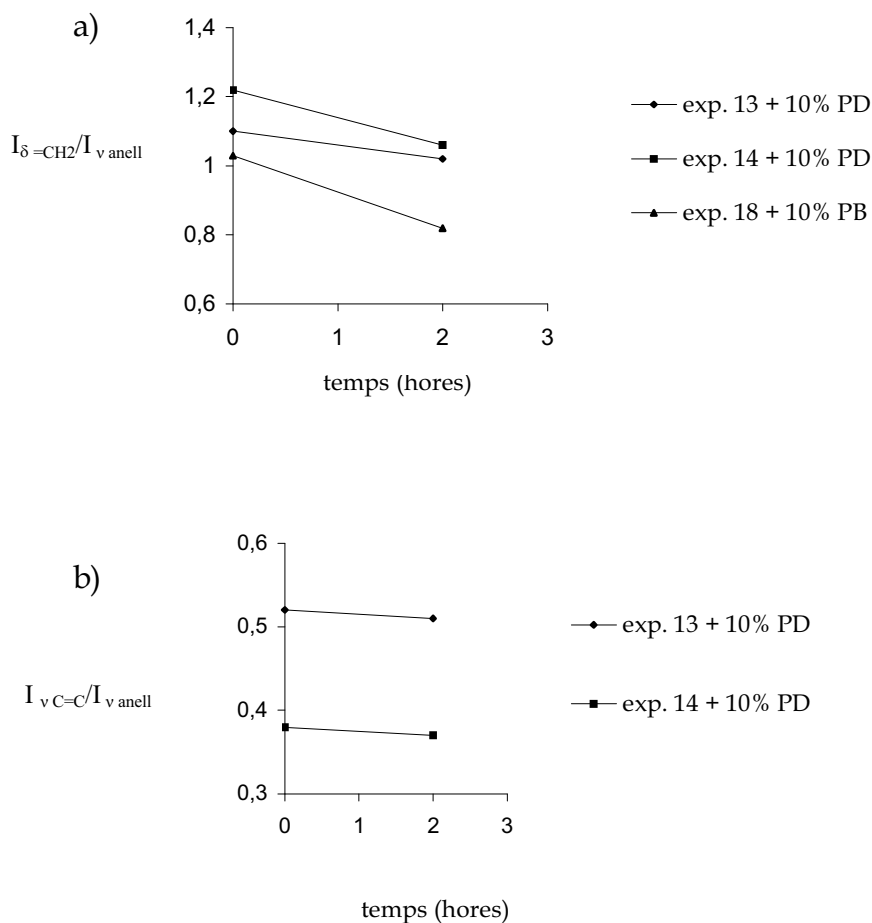 a)
1,4
1,2
1
0,8
0,6
0 1 2 3
I δ =CH2/I ν anell
temps (hores)
exp. 13 + 10% PD
exp. 14 + 10% PD
exp. 18 + 10% PB
b)
0,6
0,5
0,4
0,3
0 1 2 3
I ν C=C/I ν anell
temps (hores)
exp. 13 + 10% PD
exp. 14 + 10% PD